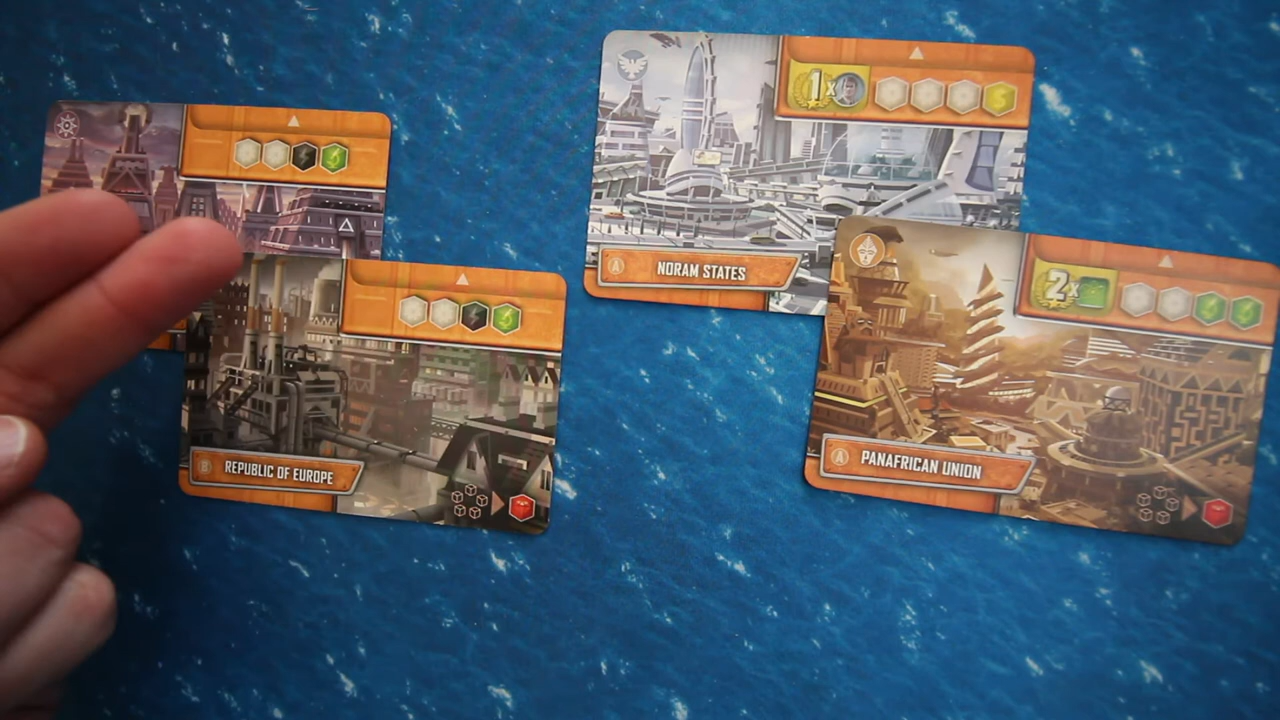 1x
A NORAM STATES
2x
B REPUBLIC OF EUROPE
A PANAFRICAN UNION